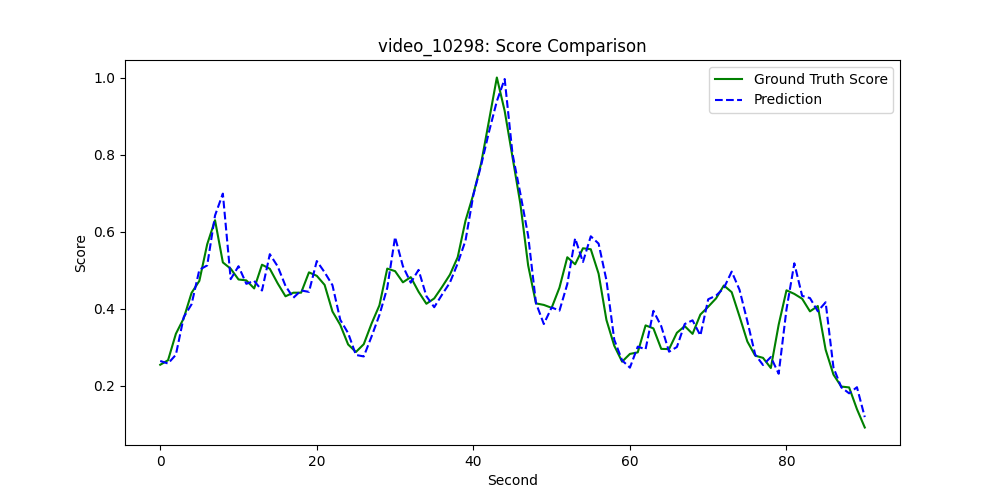 video_10298: Score Comparison
Ground Truth Score
Prediction
Score
1.0
0.8
0.6
0.4
0.2
0 20 40 60 80
Second